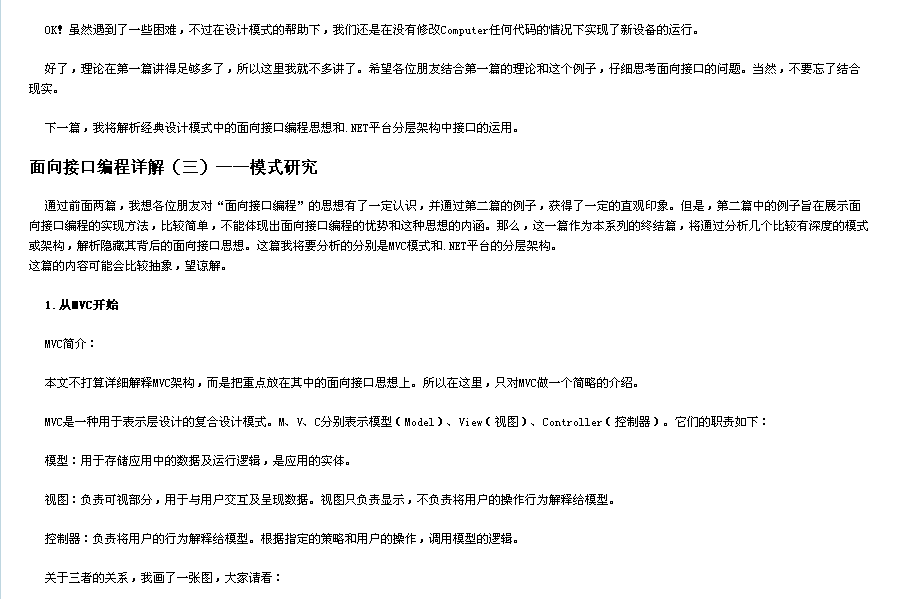 OK！虽然遇到了一些困难，不过在设计模式的帮助下，我们还是在没有修改Computer任何代码的情况下实现了新设备的运行。
好了，理论在第一篇讲得足够多了，所以这里我就不多讲了。希望各位朋友结合第一篇的理论和这个例子，仔细思考面向接口的问题。当然，不要忘了结合
现实。
下一篇，我将解析经典设计模式中的面向接口编程思想和.NET平台分层架构中接口的运用。
面向接口编程详解（三）——模式研究
通过前面两篇，我想各位朋友对“面向接口编程”的思想有了一定认识，并通过第二篇的例子，获得了一定的直观印象。但是，第二篇中的例子旨在展示面
向接口编程的实现方法，比较简单，不能体现出面向接口编程的优势和这种思想的内涵。那么，这一篇作为本系列的终结篇，将通过分析几个比较有深度的模式
或架构，解析隐藏其背后的面向接口思想。这篇我将要分析的分别是MVC模式和.NET平台的分层架构。
这篇的内容可能会比较抽象，望谅解。
1.从MVC开始
MVC简介：
本文不打算详细解释MVC架构，而是把重点放在其中的面向接口思想上。所以在这里，只对MVC做一个简略的介绍。
MVC是一种用于表示层设计的复合设计模式。M、V、C分别表示模型（Model）、View（视图）、Controller（控制器）。它们的职责如下：
模型：用于存储应用中的数据及运行逻辑，是应用的实体。
视图：负责可视部分，用于与用户交互及呈现数据。视图只负责显示，不负责将用户的操作行为解释给模型。
控制器：负责将用户的行为解释给模型。根据指定的策略和用户的操作，调用模型的逻辑。
关于三者的关系，我画了一张图，大家请看：